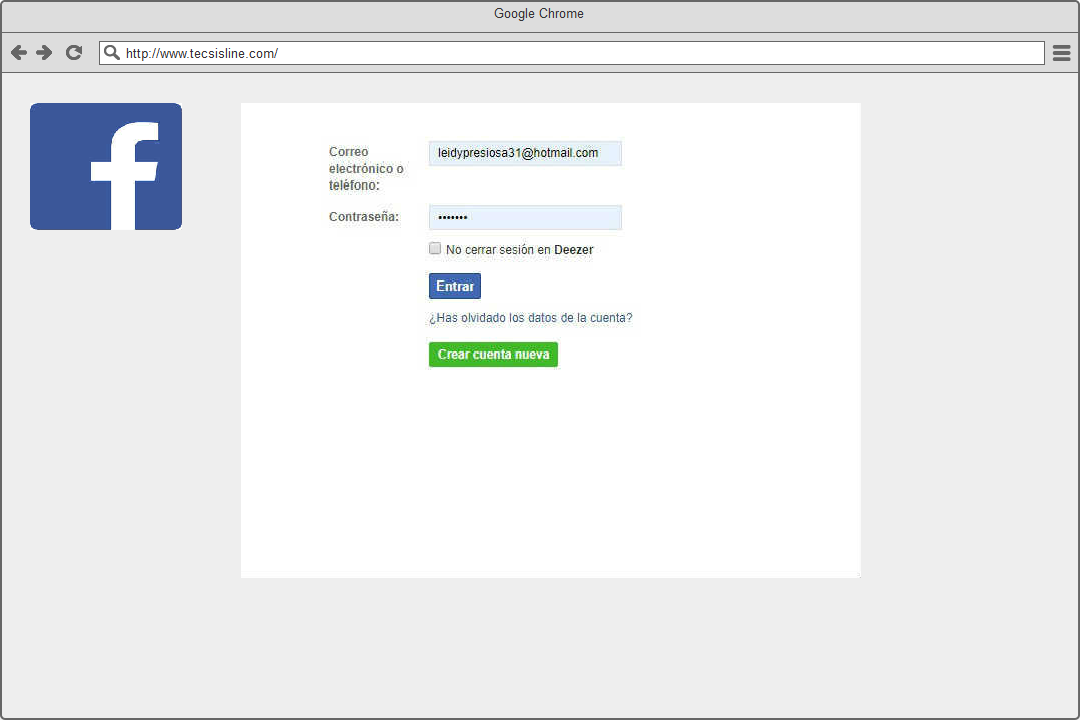 Google Chrome
http://www.tecsisline.com/
Correo
electrónico o
teléfono:
leidypresiosa31@hotmail.com
Contraseña:
•••••••
No cerrar sesión en Deezer
Entrar
¿Has olvidado los datos de la cuenta?
Crear cuenta nueva